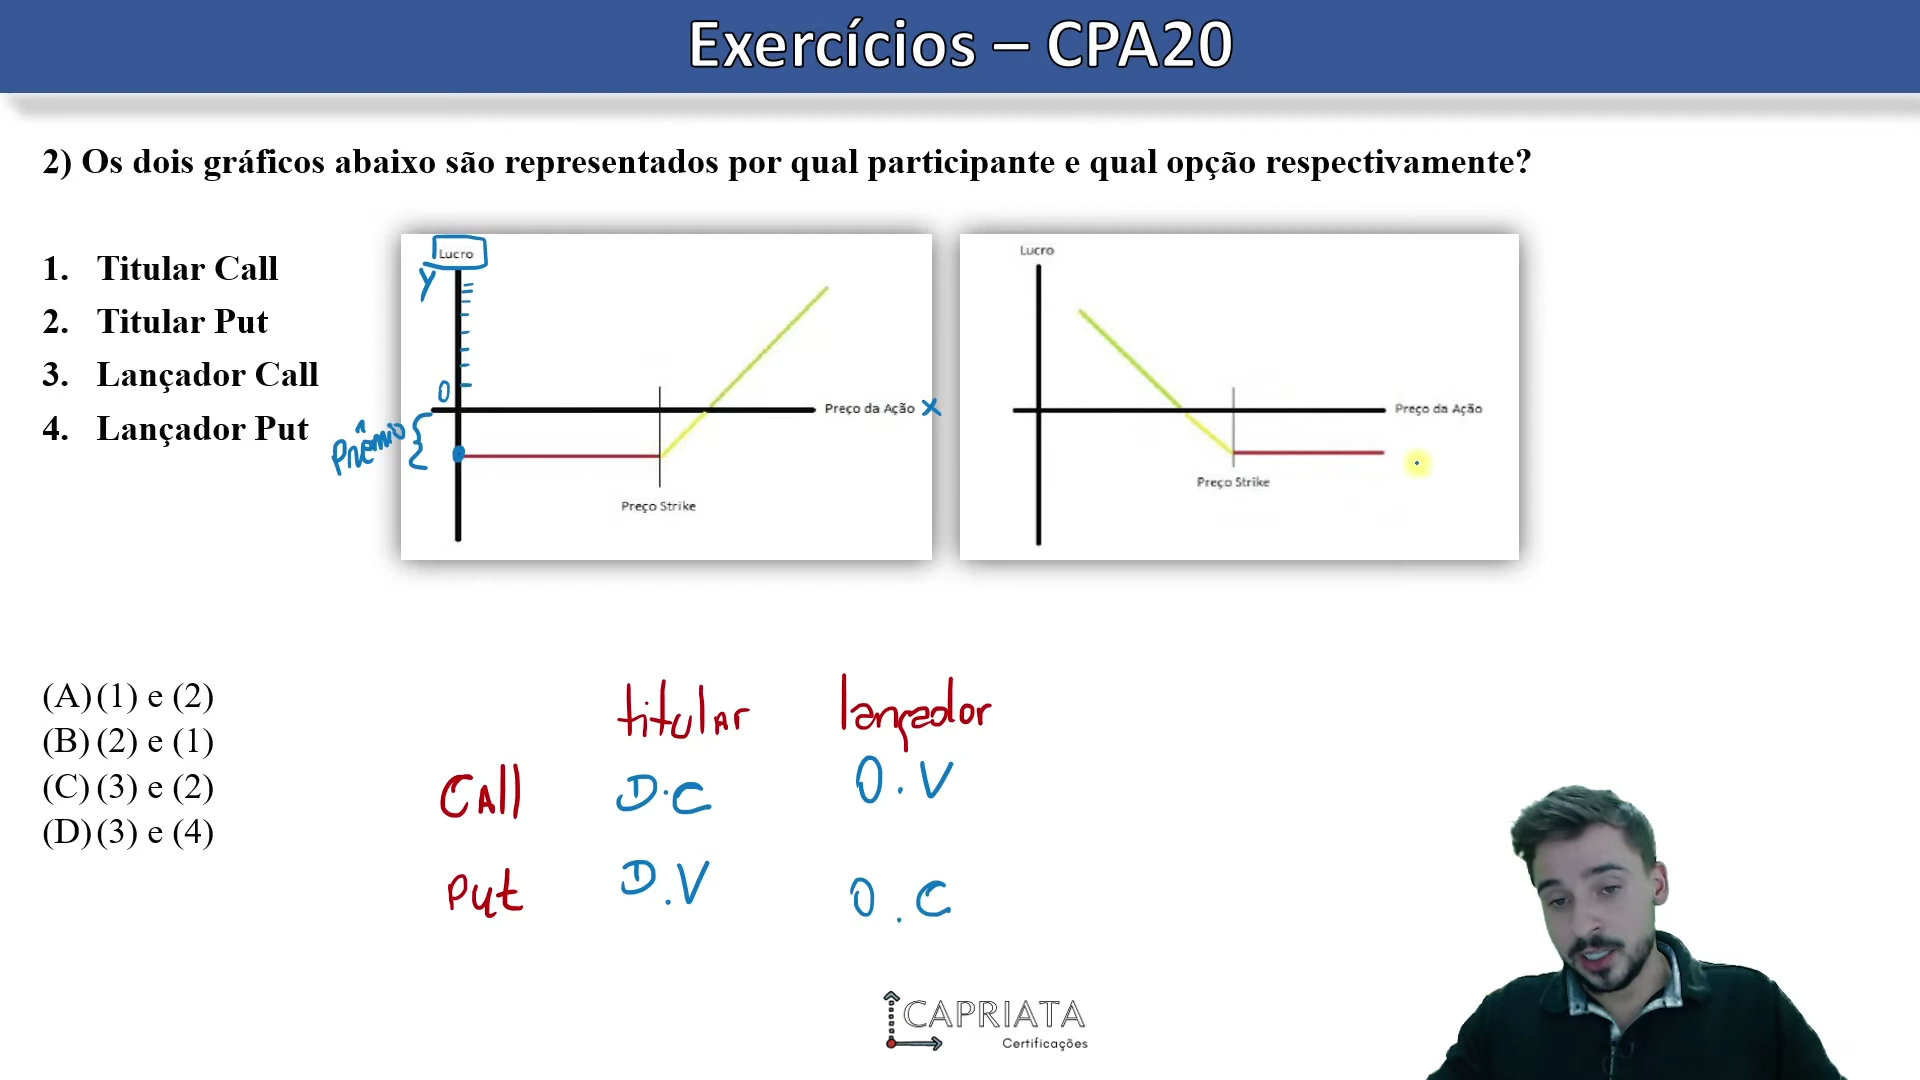 Exercícios – CPA20
2) Os dois gráficos abaixo são representados por qual participante e qual opção respectivamente?
1. Titular Call
2. Titular Put
3. Lançador Call
4. Lançador Put
Lucro
Y
0
Prêmio
Preço da Ação X
Preço Strike
Lucro
Preço da Ação
Preço Strike
(A) (1) e (2)
(B) (2) e (1)
(C) (3) e (2)
(D) (3) e (4)
titular lançador
Call D.C O.V
Put D.V O.C
CAPRIATA
Certificações